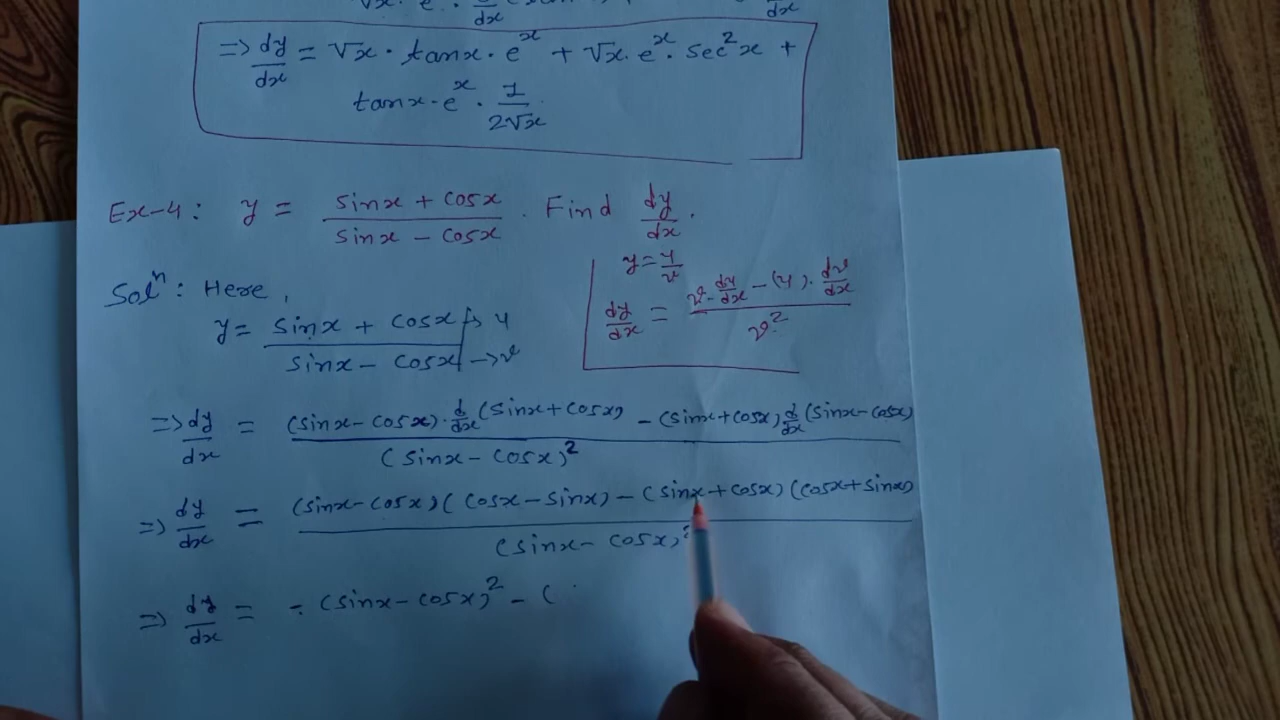 ⇒ dy/dx = √x · tanx · e^x + √x · e^x · sec²x +
tanx · e^x · 1/2√x
Ex-4: y = sinx + cosx / sinx - cosx . Find dy/dx.
y = u/v
Solⁿ: Here,
dy/dx = v · du/dx - (u) · dv/dx / v²
y = sinx + cosx → u / sinx - cosx → v
⇒ dy/dx = (sinx - cosx) · d/dx (sinx + cosx) - (sinx + cosx) d/dx (sinx - cosx) / (sinx - cosx)²
⇒ dy/dx = (sinx - cosx) (cosx - sinx) - (sinx + cosx) (cosx + sinx) / (sinx - cosx)²
⇒ dy/dx = - (sinx - cosx)² - (